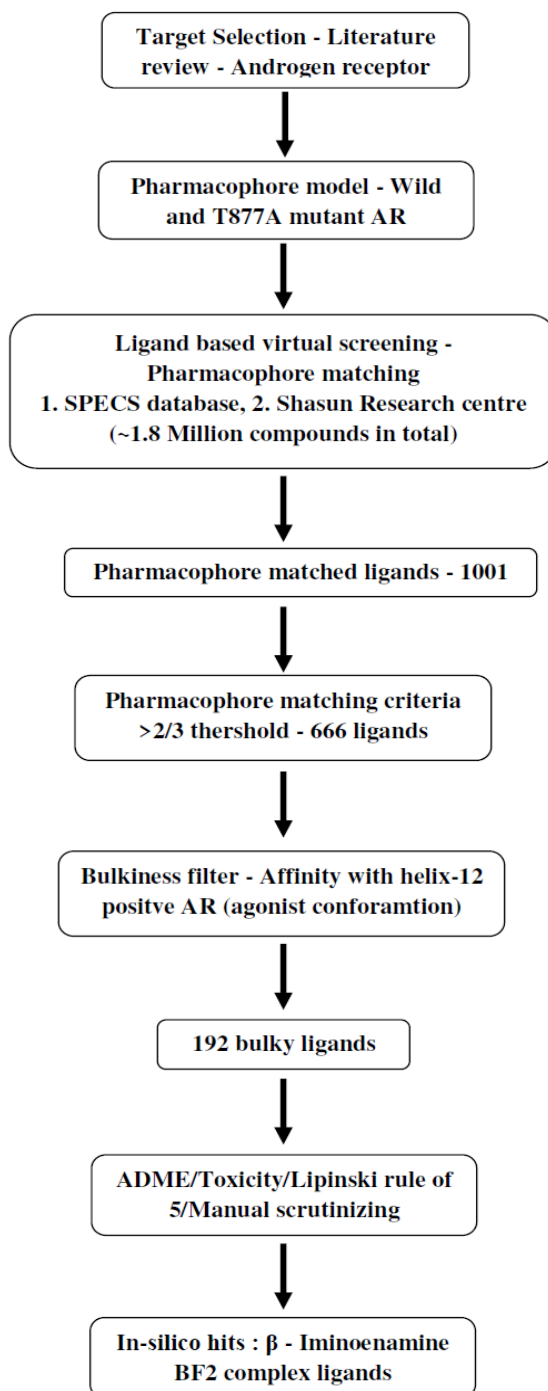 Target Selection - Literature
review - Androgen receptor
Pharmacophore model - Wild
and T877A mutant AR
Ligand based virtual screening -
Pharmacophore matching
1. SPECS database, 2. Shasun Research centre
(~1.8 Million compounds in total)
Pharmacophore matched ligands - 1001
Pharmacophore matching criteria
>2/3 thershold - 666 ligands
Bulkiness filter - Affinity with helix-12
positve AR (agonist conforamtion)
192 bulky ligands
ADME/Toxicity/Lipinski rule of
5/Manual scrutinizing
In-silico hits : β - Iminoenamine
BF2 complex ligands